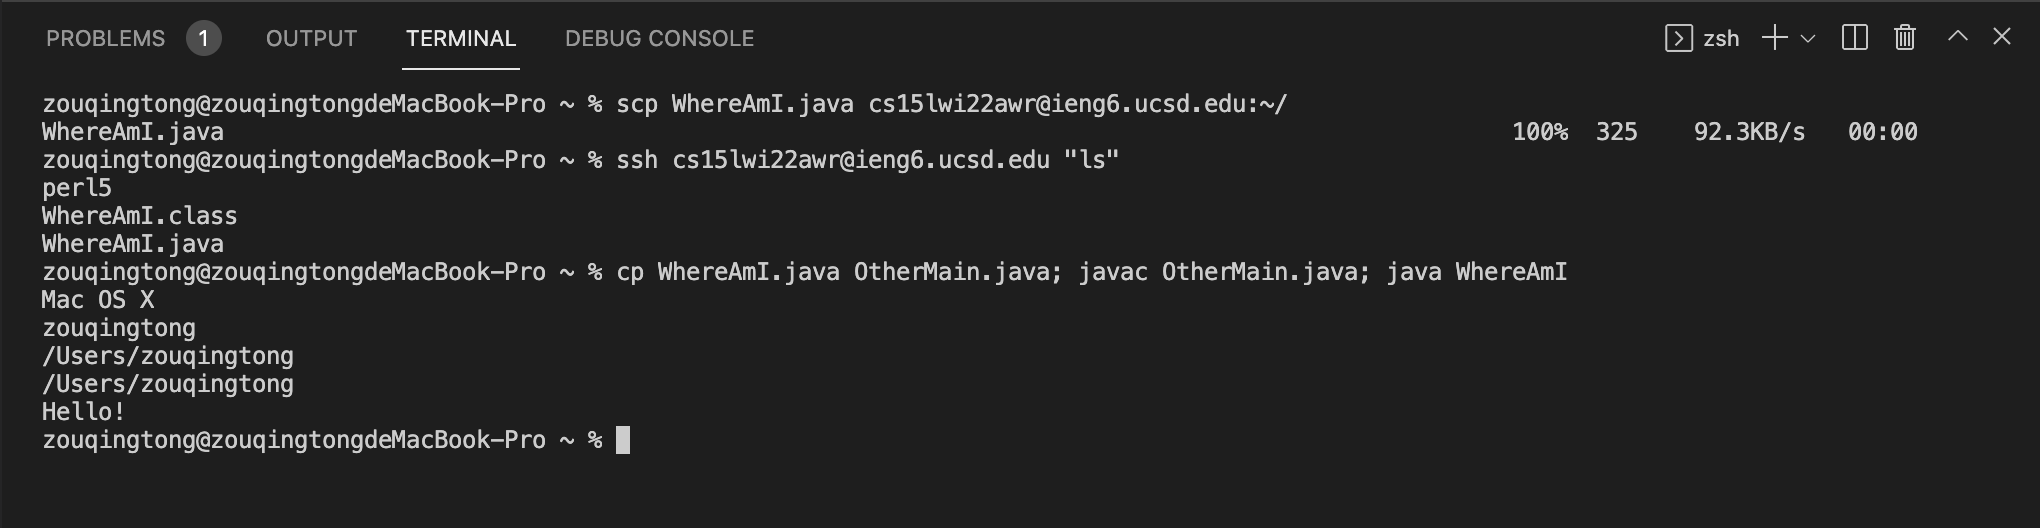 PROBLEMS 1 OUTPUT TERMINAL DEBUG CONSOLE zsh
zouqingtong@zouqingtongdeMacBook-Pro ~ % scp WhereAmI.java cs15lwi22awr@ieng6.ucsd.edu:~/
WhereAmI.java 100% 325 92.3KB/s 00:00
zouqingtong@zouqingtongdeMacBook-Pro ~ % ssh cs15lwi22awr@ieng6.ucsd.edu "ls"
perl5
WhereAmI.class
WhereAmI.java
zouqingtong@zouqingtongdeMacBook-Pro ~ % cp WhereAmI.java OtherMain.java; javac OtherMain.java; java WhereAmI
Mac OS X
zouqingtong
/Users/zouqingtong
/Users/zouqingtong
Hello!
zouqingtong@zouqingtongdeMacBook-Pro ~ %